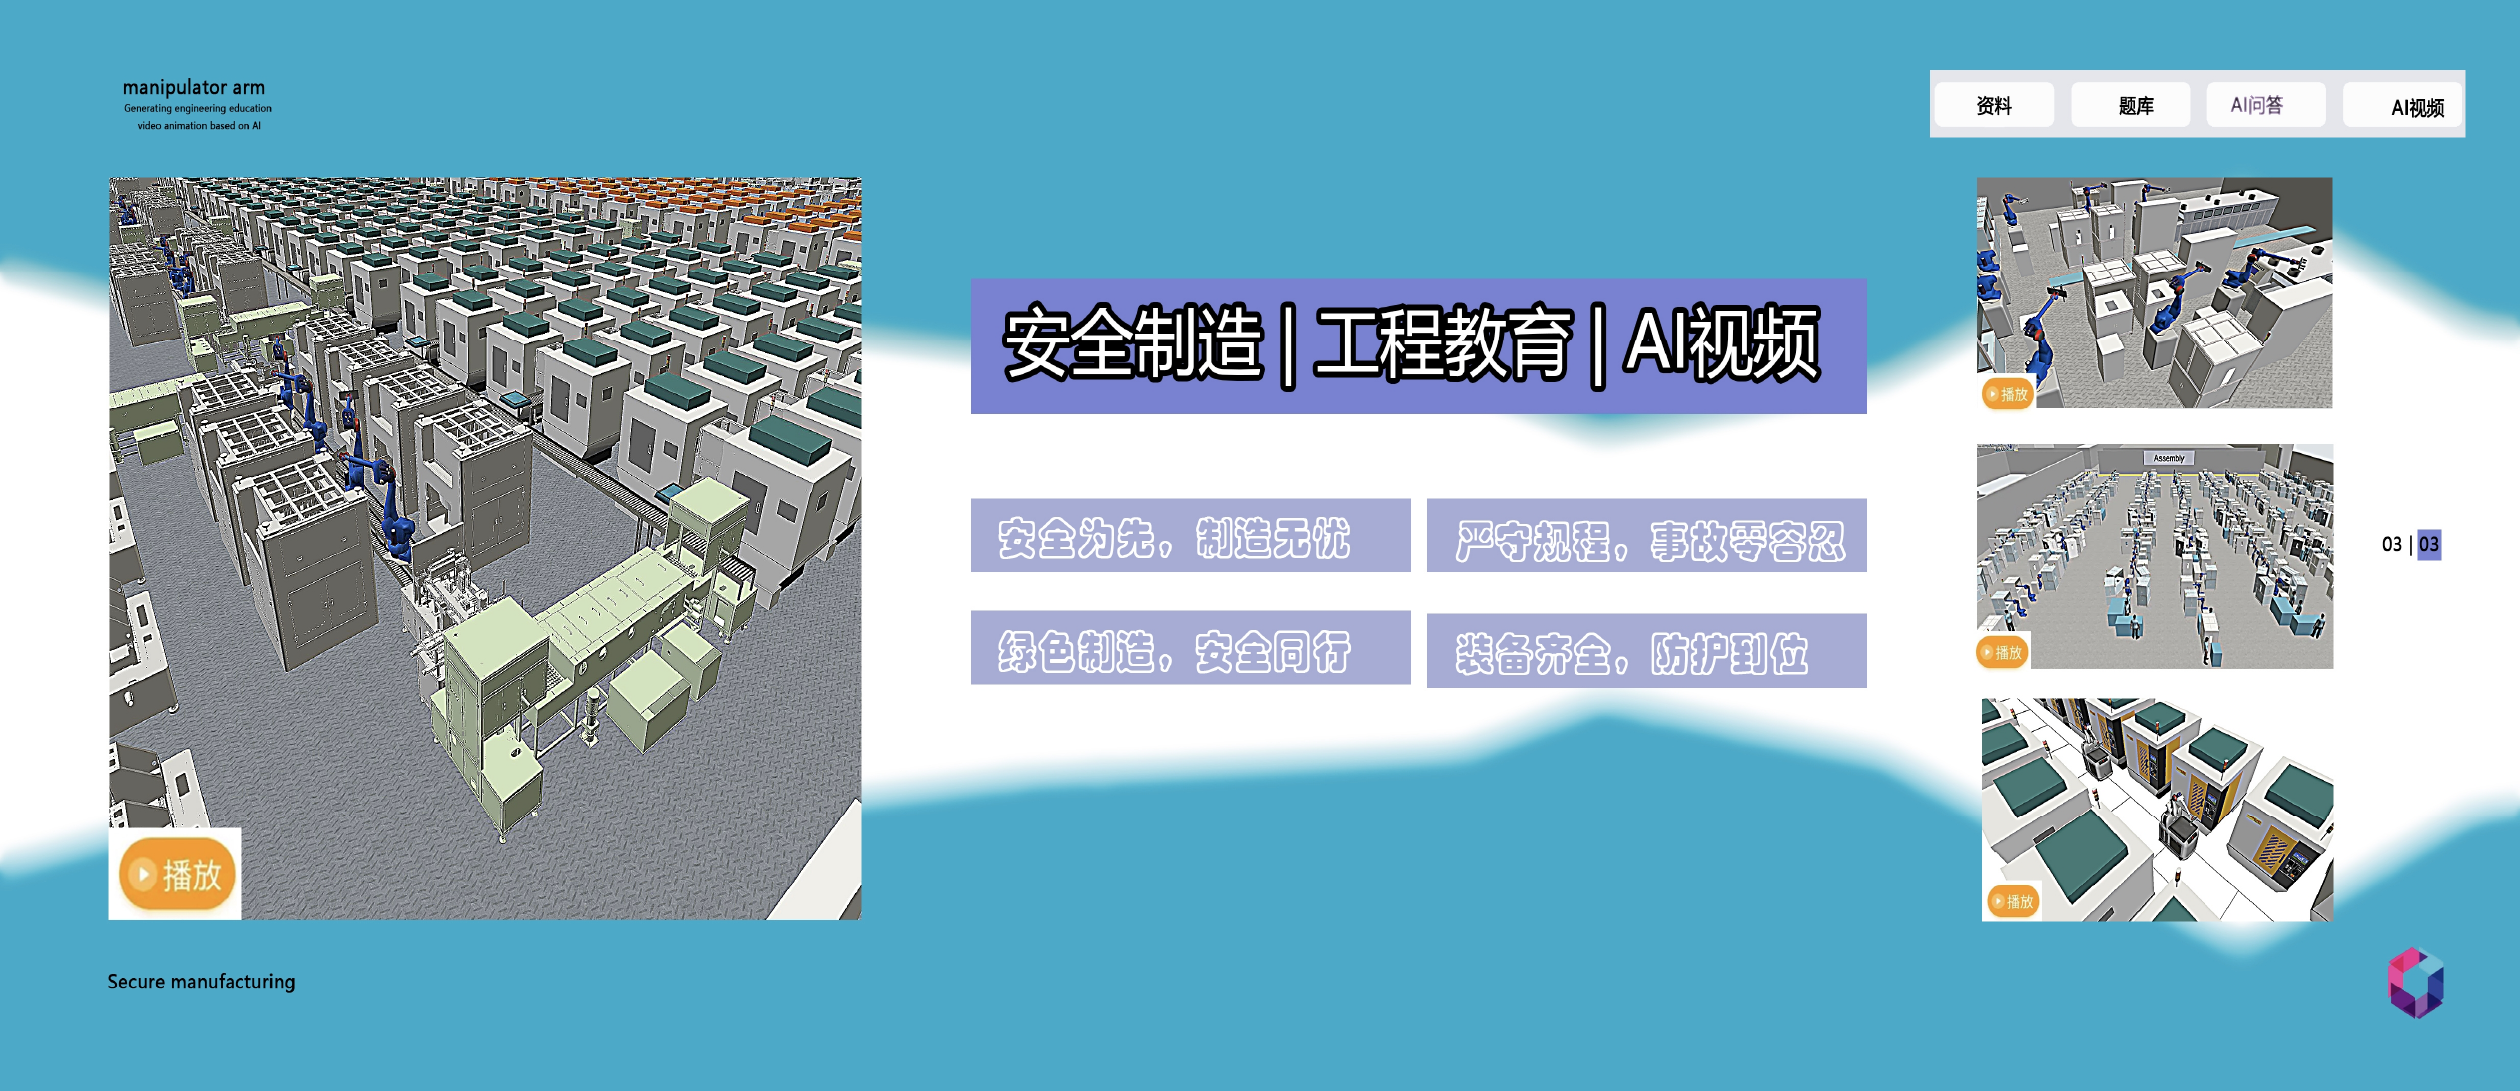 manipulator arm
Generating engineering education
video animation based on AI
资料
题库
AI问答
AI视频
安全制造 | 工程教育 | AI视频
安全为先，制造无忧
严守规程，事故零容忍
绿色制造，安全同行
装备齐全，防护到位
播放
播放
Assembly
播放
播放
03 | 03
Secure manufacturing